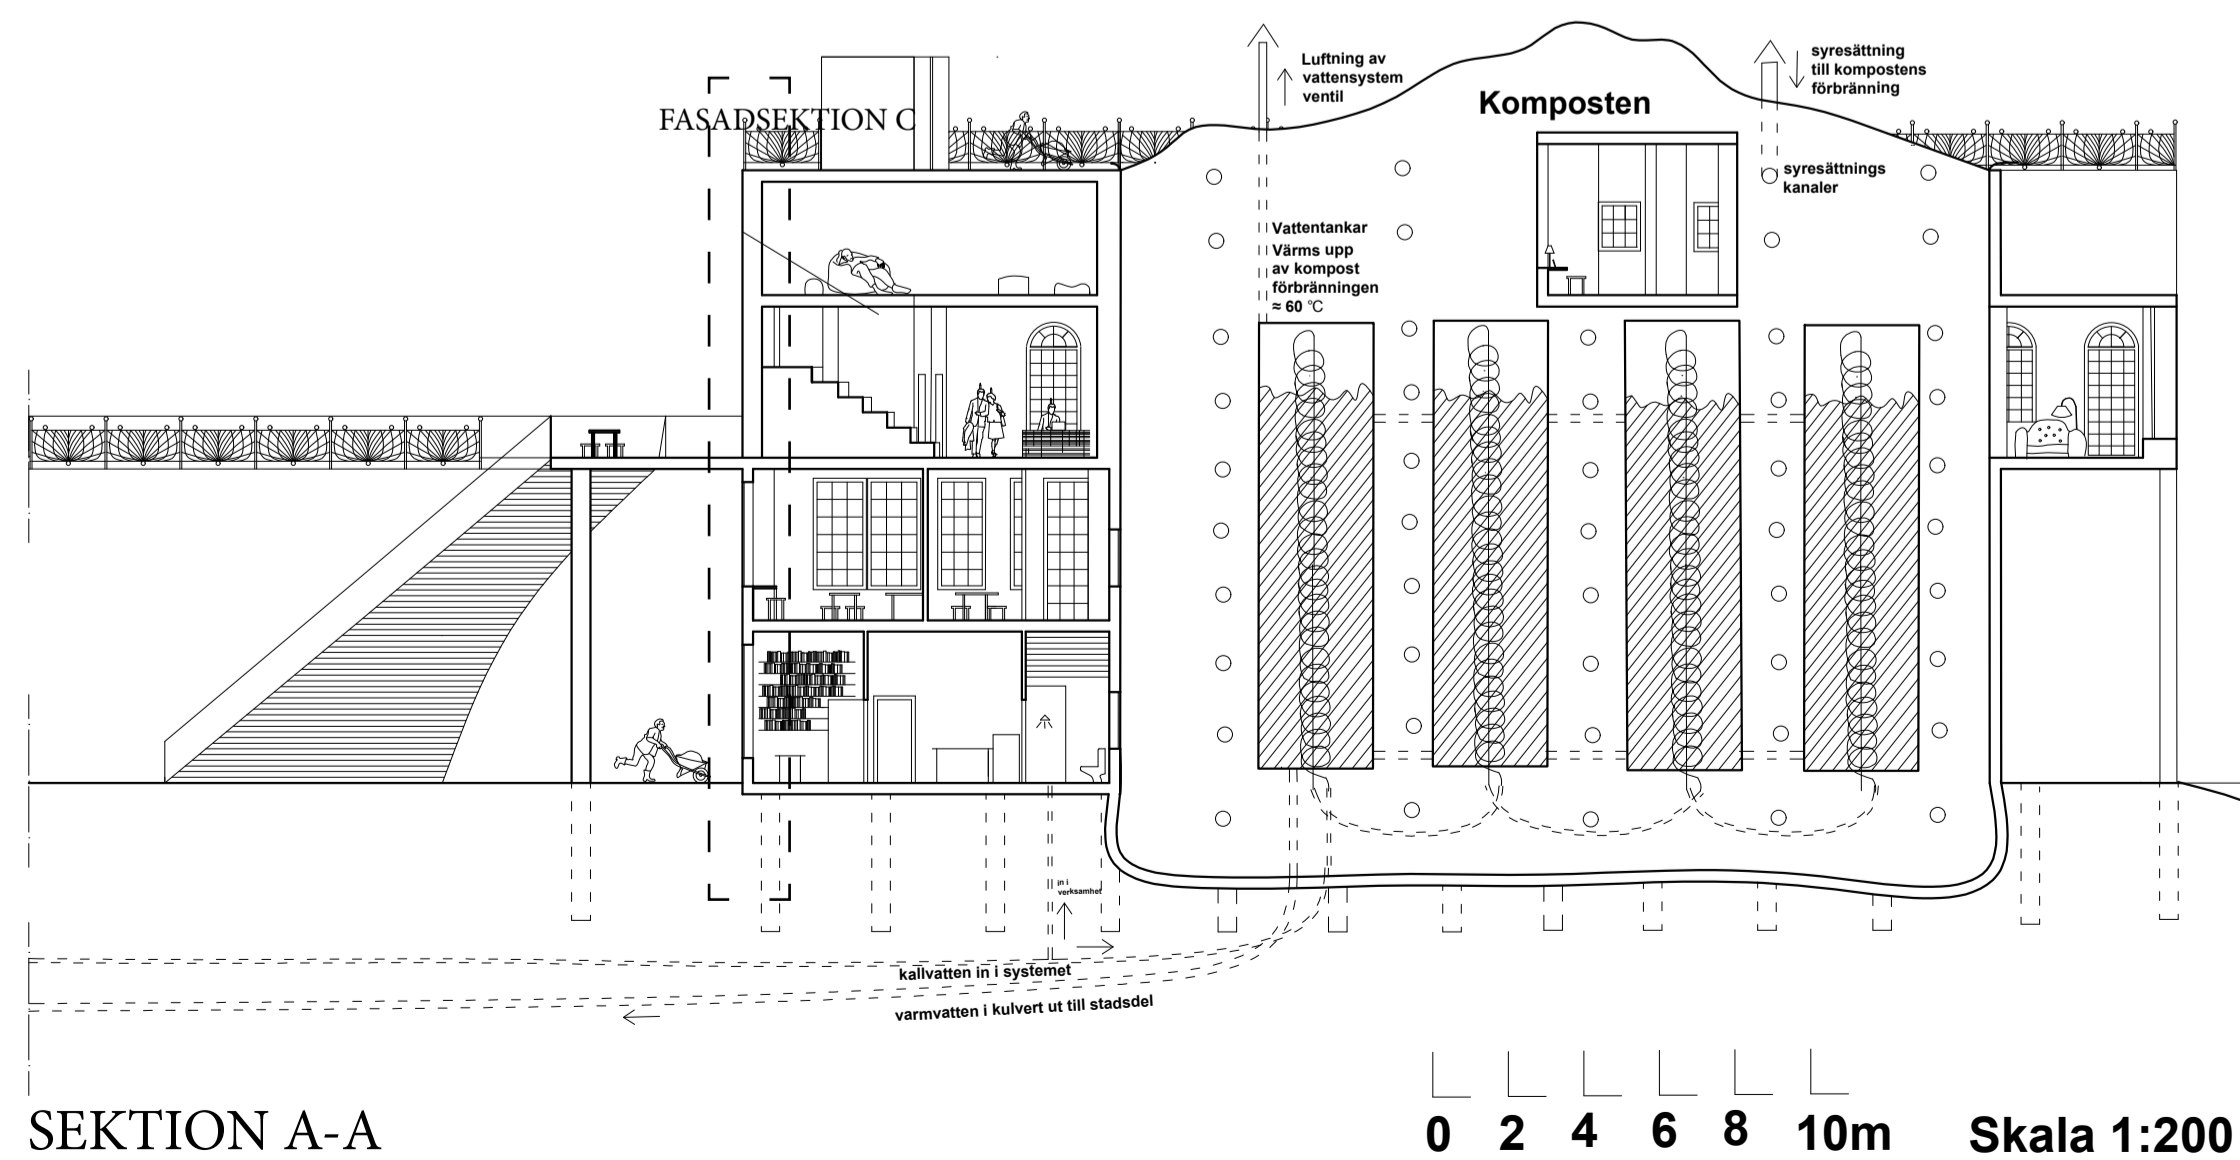 Luftning av
vattensystem
ventil
syresättning
till kompostens
förbränning
Komposten
FASADSEKTION C
syresättnings
kanaler
Vattentankar
Värms upp
av kompost
förbränningen
≈ 60 °C
in i
verksamhet
kallvatten in i systemet
varmvatten i kulvert ut till stadsdel
SEKTION A-A
0 2 4 6 8 10m
Skala 1:200